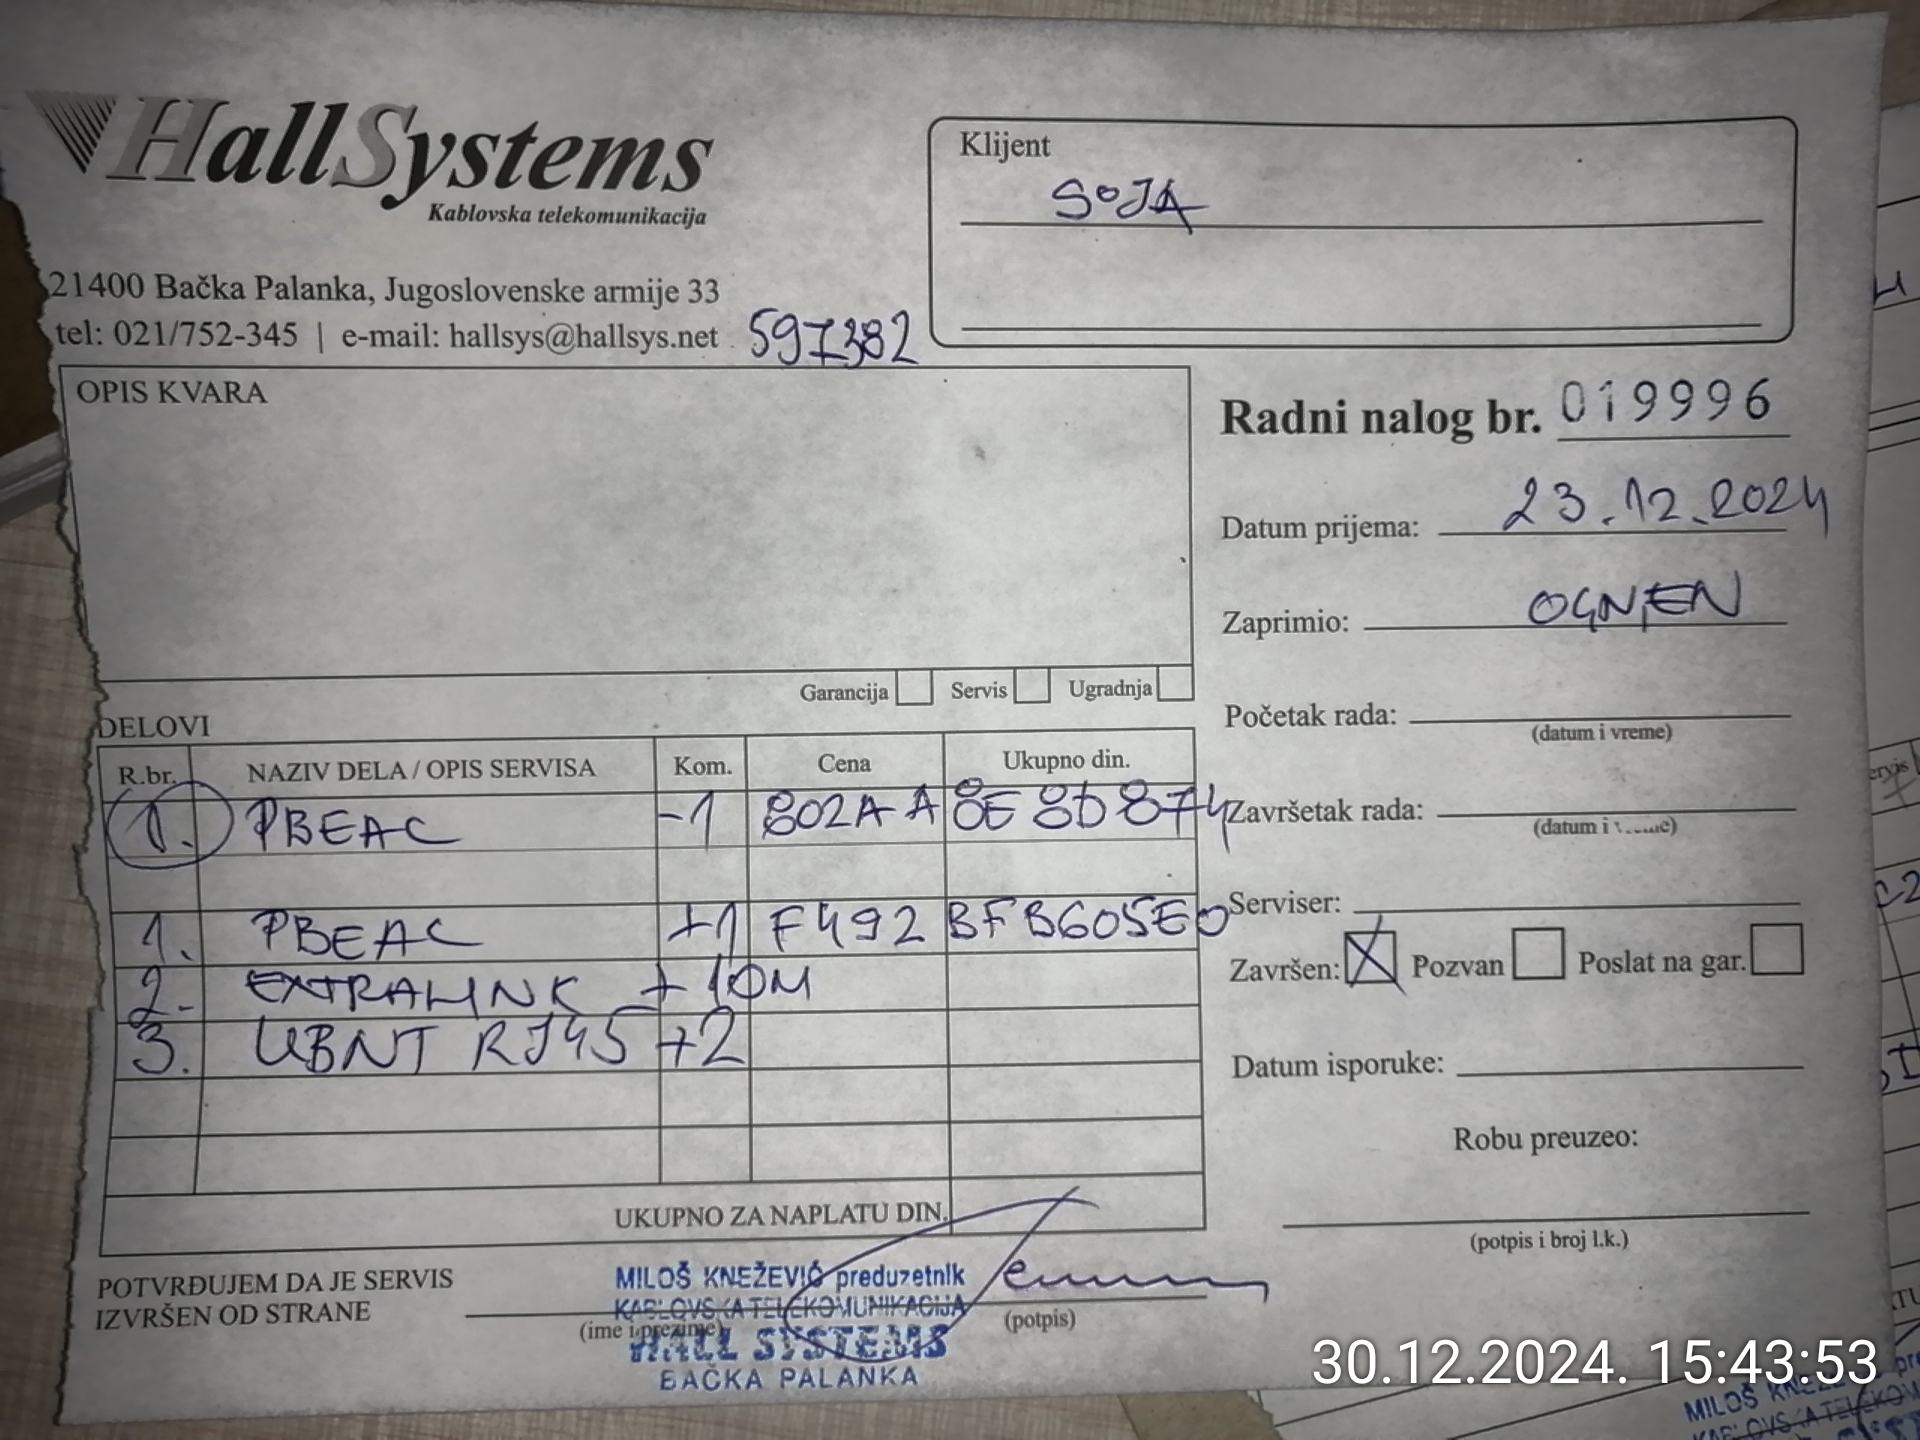 HallSystems
Kablovska telekomunikacija
21400 Bačka Palanka, Jugoslovenske armije 33
tel: 021/752-345 | e-mail: hallsys@hallsys.net
597382
Klijent
SOJA
OPIS KVARA
Garancija Servis Ugradnja
Radni nalog br. 019996
Datum prijema: 23.12.2024
Zaprimio: OGNJEN
Početak rada:
(datum i vreme)
Završetak rada:
(datum i vreme)
Serviser:
Završen: X Pozvan Poslat na gar.
Datum isporuke:
Robu preuzeo:
(potpis i broj l.k.)
DELOVI
R.br. NAZIV DELA / OPIS SERVISA Kom. Cena Ukupno din.
1. PBEAC -1 802AA8E8D874
1. PBEAC +1 F492BFB605E0
2. EXTRALINK +10M
3. UBNT RJ45 +2
UKUPNO ZA NAPLATU DIN.
POTVRĐUJEM DA JE SERVIS
IZVRŠEN OD STRANE
(ime i prezime)
(potpis)
MILOŠ KNEŽEVIĆ preduzetnik
KABLOVSKA TELEKOMUNIKACIJA
HALL SYSTEMS
BAČKA PALANKA
30.12.2024. 15:43:53